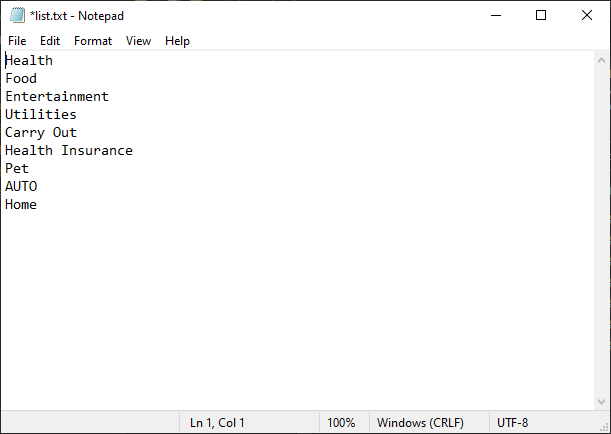 *list.txt - Notepad
File Edit Format View Help
Health
Food
Entertainment
Utilities
Carry Out
Health Insurance
Pet
AUTO
Home
Ln 1, Col 1 100% Windows (CRLF) UTF-8